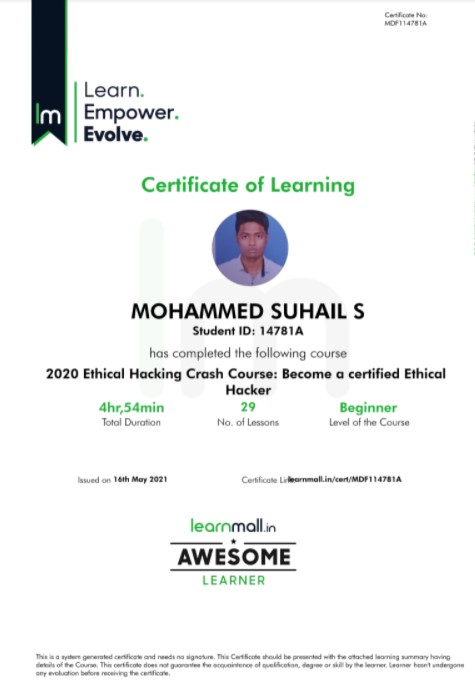 Certificate No:
MDF114781A
lm
Learn.
Empower.
Evolve.
Certificate of Learning
lm
MOHAMMED SUHAIL S
Student ID: 14781A
has completed the following course
2020 Ethical Hacking Crash Course: Become a certified Ethical
Hacker
4hr,54min 29 Beginner
Total Duration No. of Lessons Level of the Course
Issued on 16th May 2021 Certificate Link learnmall.in/cert/MDF114781A
learnmall.in
AWESOME
LEARNER
This is a system generated certificate and needs no signature. This Certificate should be presented with the attached learning summary having
details of the Course. This certificate does not guarantee the acquaintance of qualification, degree or skill by the learner. Learner hasn't undergone
any evaluation before receiving the certificate.